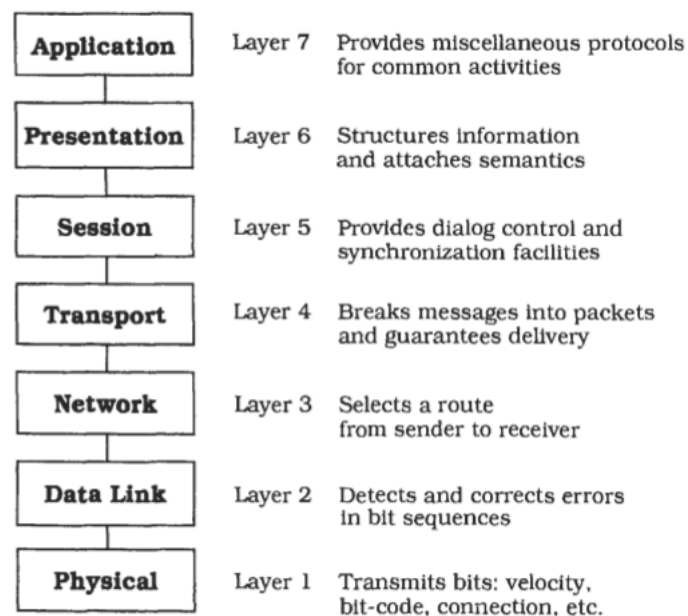 Application Layer 7 Provides miscellaneous protocols
for common activities
Presentation Layer 6 Structures information
and attaches semantics
Session Layer 5 Provides dialog control and
synchronization facilities
Transport Layer 4 Breaks messages into packets
and guarantees delivery
Network Layer 3 Selects a route
from sender to receiver
Data Link Layer 2 Detects and corrects errors
in bit sequences
Physical Layer 1 Transmits bits: velocity,
bit-code, connection, etc.